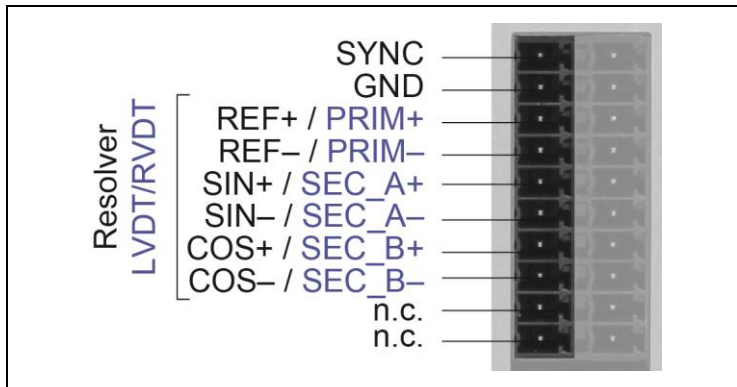 SYNC
GND
REF+ / PRIM+
REF– / PRIM–
SIN+ / SEC_A+
SIN– / SEC_A–
COS+ / SEC_B+
COS– / SEC_B–
n.c.
n.c.
Resolver
LVDT/RVDT